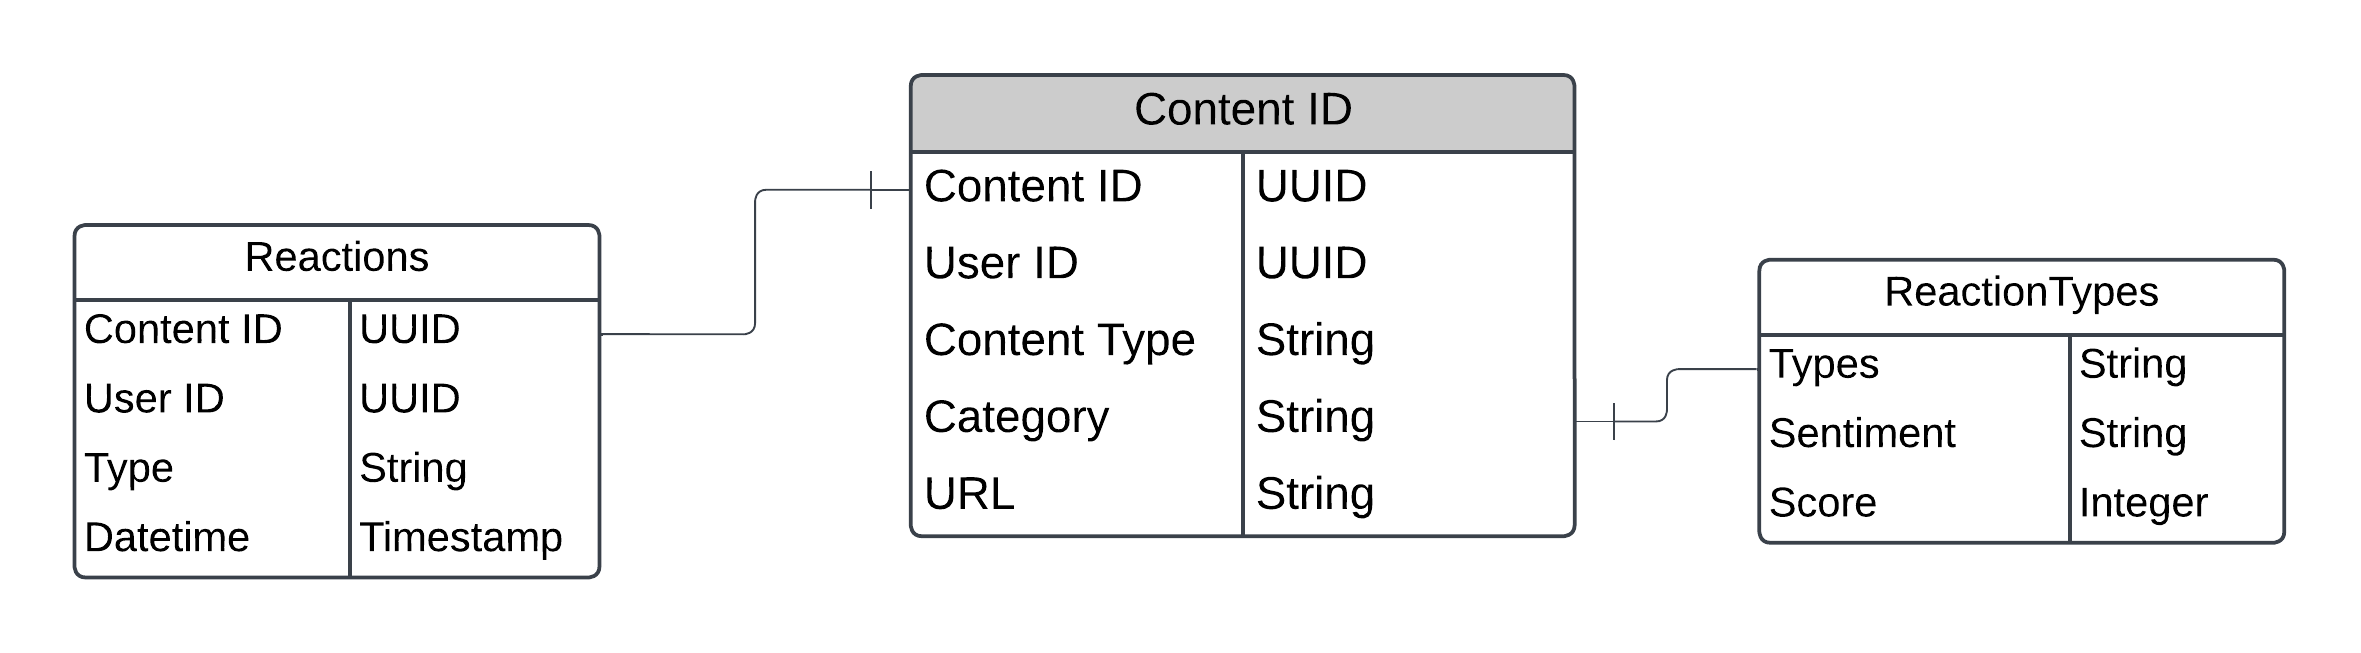 Reactions
Content ID UUID
User ID UUID
Type String
Datetime Timestamp
Content ID
Content ID UUID
User ID UUID
Content Type String
Category String
URL String
ReactionTypes
Types String
Sentiment String
Score Integer